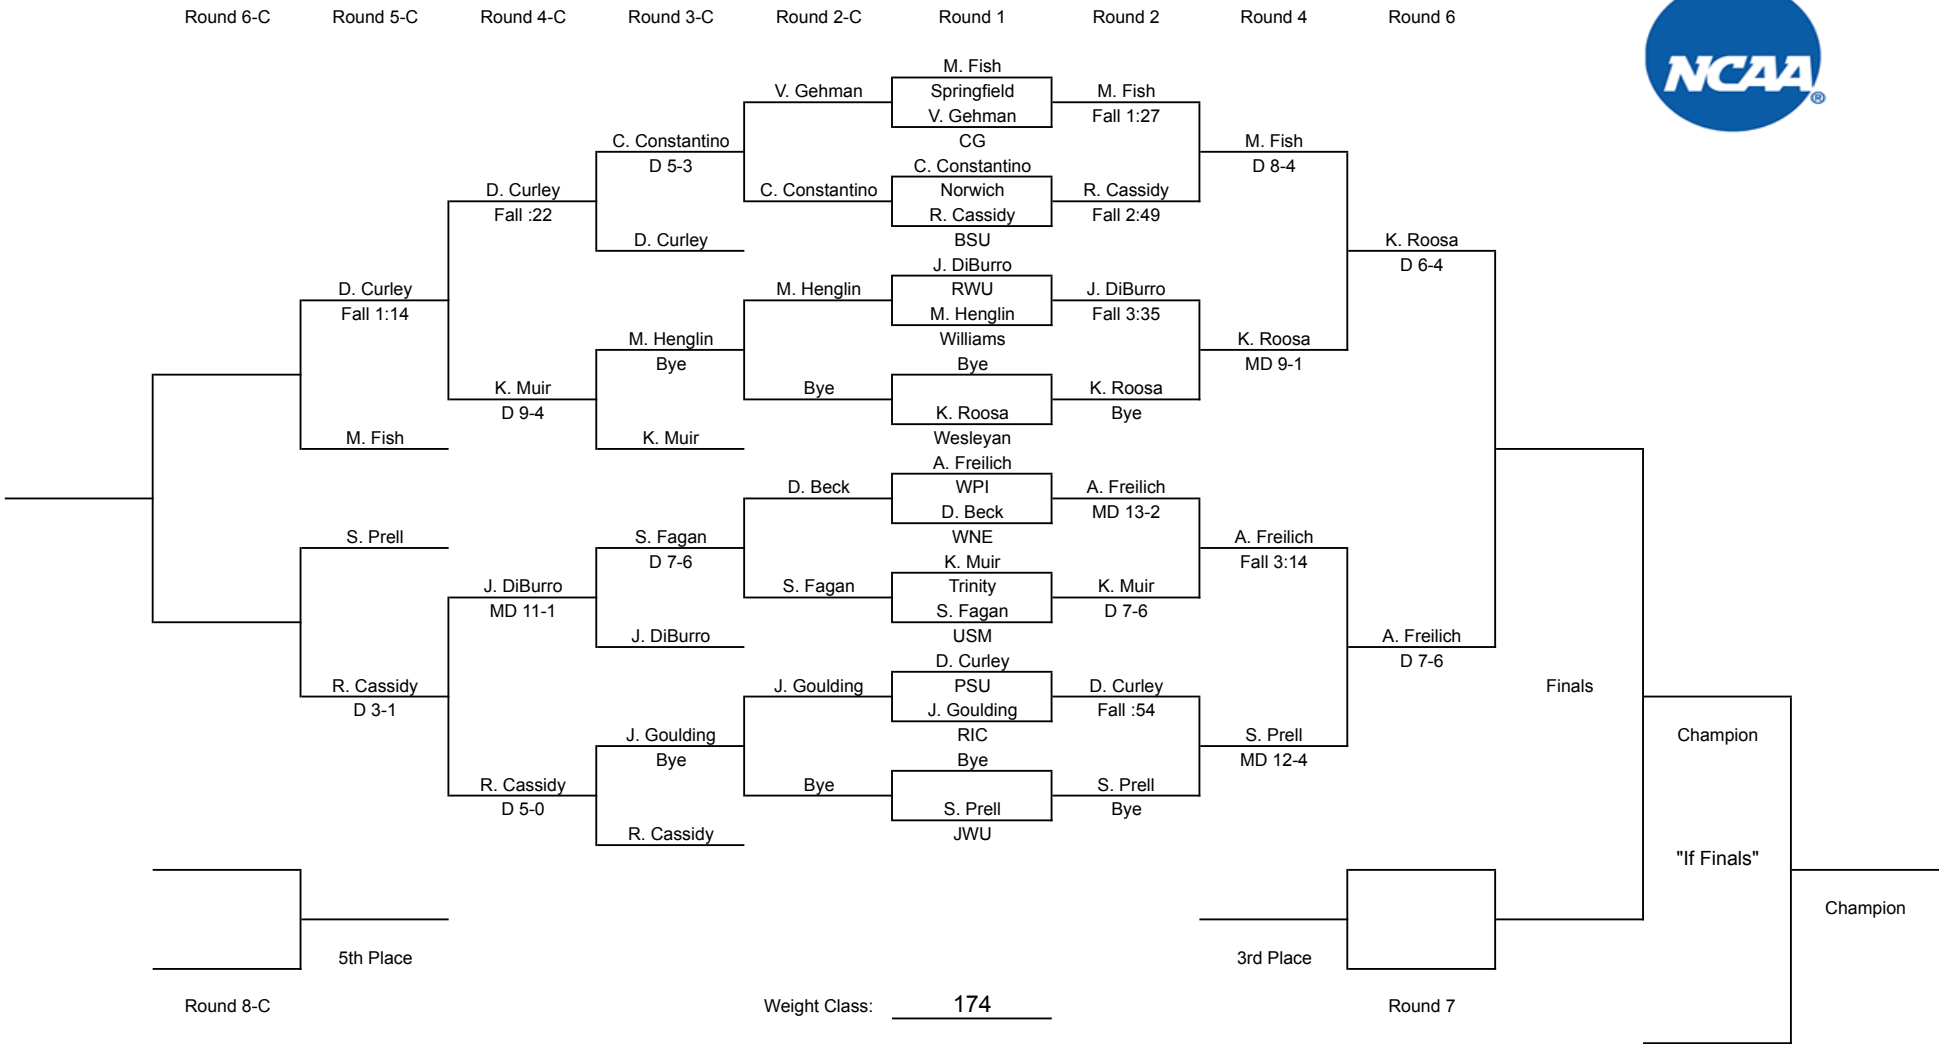 Round 6-C Round 5-C Round 4-C Round 3-C Round 2-C Round 1 Round 2 Round 4 Round 6
NCAA®
M. Fish
V. Gehman Springfield M. Fish
V. Gehman Fall 1:27
C. Constantino CG M. Fish
D 5-3 C. Constantino D 8-4
D. Curley C. Constantino Norwich R. Cassidy
Fall :22 R. Cassidy Fall 2:49
D. Curley BSU K. Roosa
J. DiBurro D 6-4
D. Curley M. Henglin RWU J. DiBurro
Fall 1:14 M. Henglin Fall 3:35
M. Henglin Williams K. Roosa
Bye Bye MD 9-1
K. Muir Bye K. Roosa
D 9-4 K. Roosa Bye
M. Fish K. Muir Wesleyan
A. Freilich
D. Beck WPI A. Freilich
D. Beck MD 13-2
S. Prell S. Fagan WNE A. Freilich
D 7-6 K. Muir Fall 3:14
J. DiBurro S. Fagan Trinity K. Muir
MD 11-1 S. Fagan D 7-6
J. DiBurro USM A. Freilich
D. Curley D 7-6
R. Cassidy J. Goulding PSU D. Curley Finals
D 3-1 J. Goulding Fall :54
J. Goulding RIC S. Prell Champion
Bye Bye MD 12-4
R. Cassidy Bye S. Prell
D 5-0 S. Prell Bye
R. Cassidy JWU
"If Finals"
Champion
5th Place 3rd Place
Round 8-C Weight Class: 174 Round 7